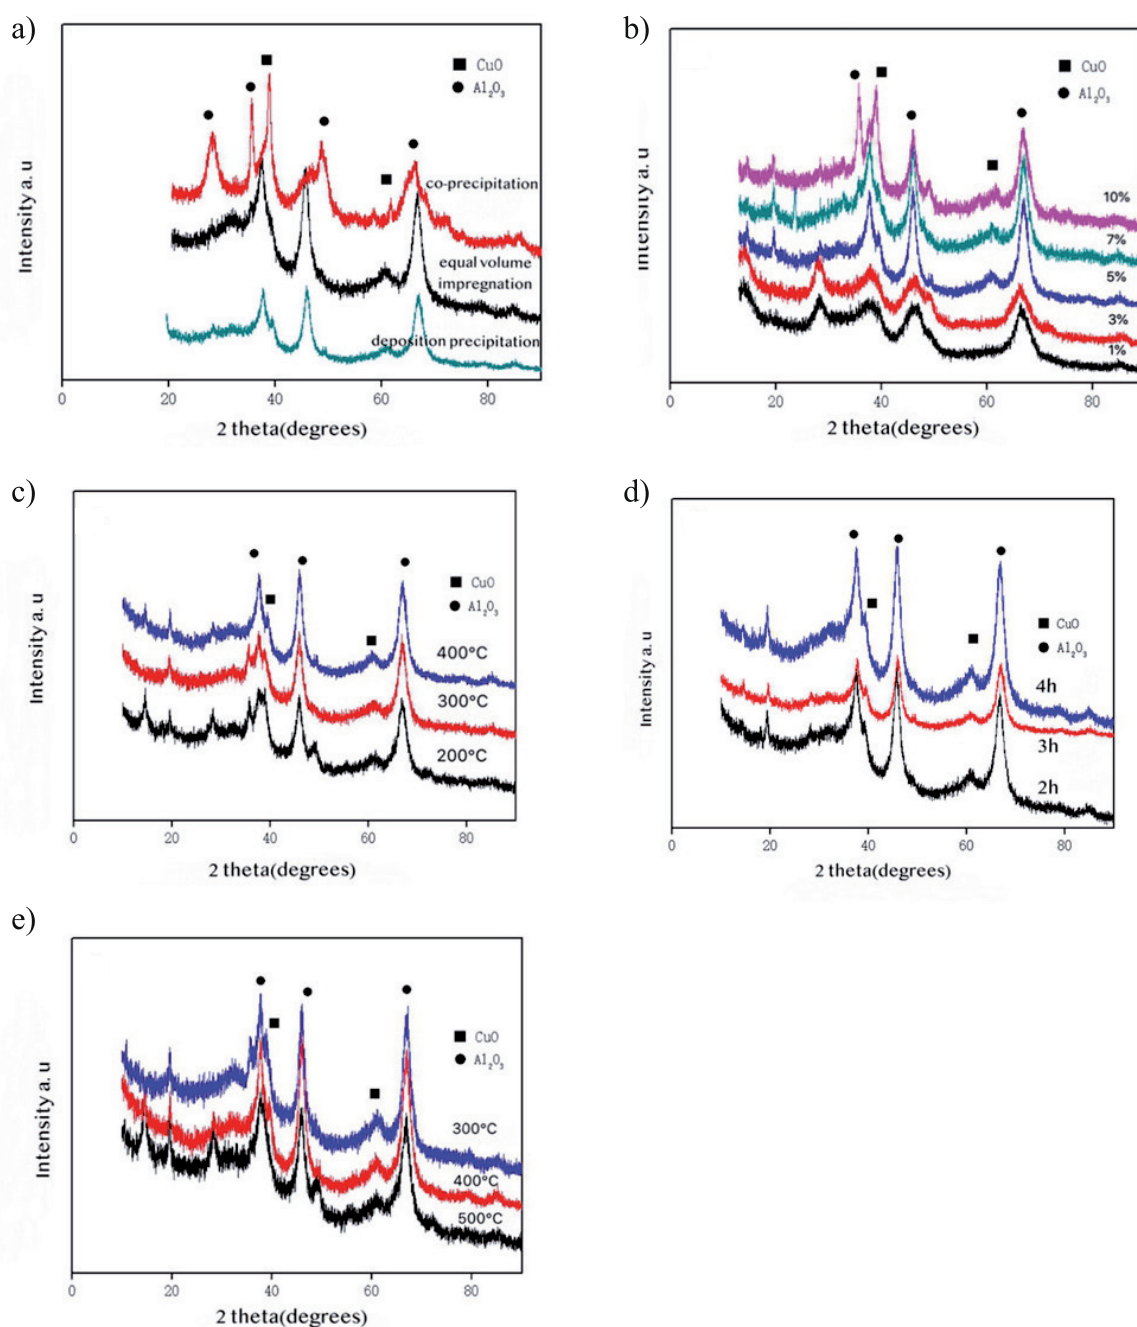 a)
■ CuO
● Al₂O₃
co-precipitation
equal volume
impregnation
deposition precipitation
Intensity a. u
0 20 40 60 80
2 theta(degrees)
b)
■ CuO
● Al₂O₃
10%
7%
5%
3%
1%
Intensity a. u
0 20 40 60 80
2 theta(degrees)
c)
■ CuO
● Al₂O₃
400°C
300°C
200°C
Intensity a. u
0 20 40 60 80
2 theta(degrees)
d)
■ CuO
● Al₂O₃
4h
3h
2h
Intensity a. u
0 20 40 60 80
2 theta(degrees)
e)
■ CuO
● Al₂O₃
300°C
400°C
500°C
Intensity a. u
0 20 40 60 80
2 theta(degrees)